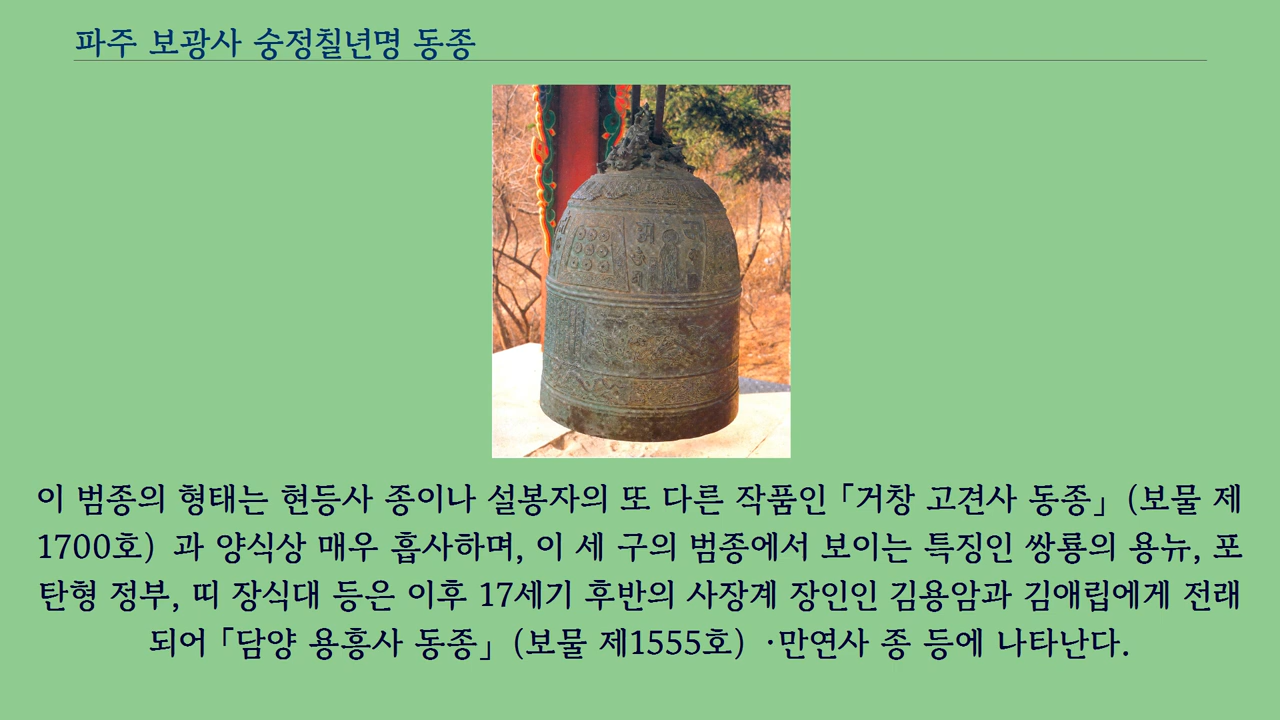 파주 보광사 숭정칠년명 동종
이 범종의 형태는 현등사 종이나 설봉자의 또 다른 작품인 ｢거창 고견사 동종｣ (보물 제
1700호) 과 양식상 매우 흡사하며, 이 세 구의 범종에서 보이는 특징인 쌍룡의 용뉴, 포
탄형 정부, 띠 장식대 등은 이후 17세기 후반의 사장계 장인인 김용암과 김애립에게 전래
되어 ｢담양 용흥사 동종｣ (보물 제1555호) ·만연사 종 등에 나타난다.